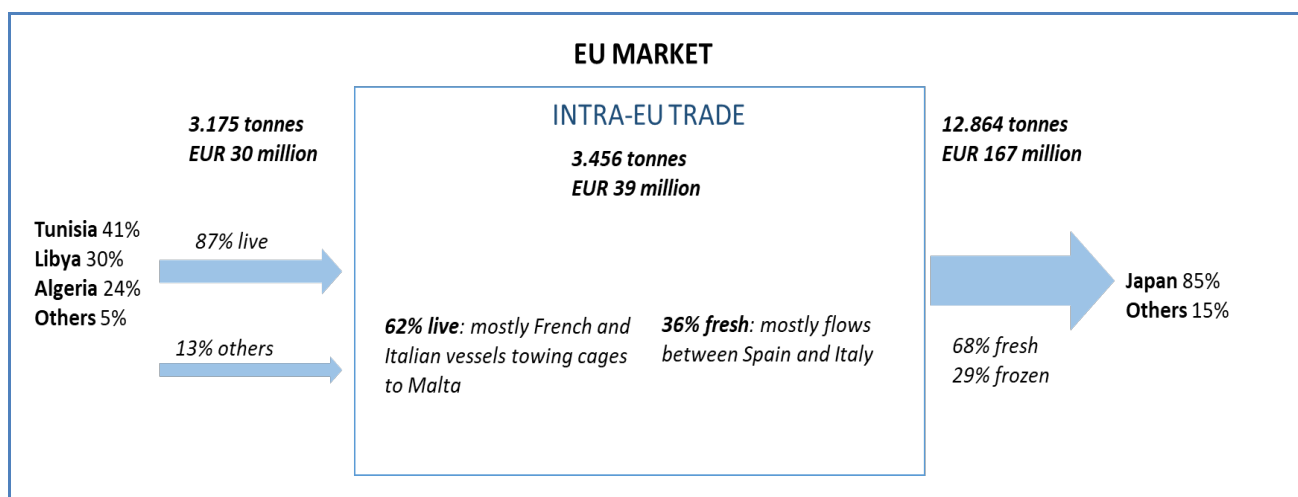 EU MARKET
INTRA-EU TRADE
3.175 tonnes
EUR 30 million
3.456 tonnes
EUR 39 million
12.864 tonnes
EUR 167 million
Tunisia 41%
Libya 30%
Algeria 24%
Others 5%
87% live
13% others
62% live: mostly French and
Italian vessels towing cages
to Malta
36% fresh: mostly flows
between Spain and Italy
Japan 85%
Others 15%
68% fresh
29% frozen